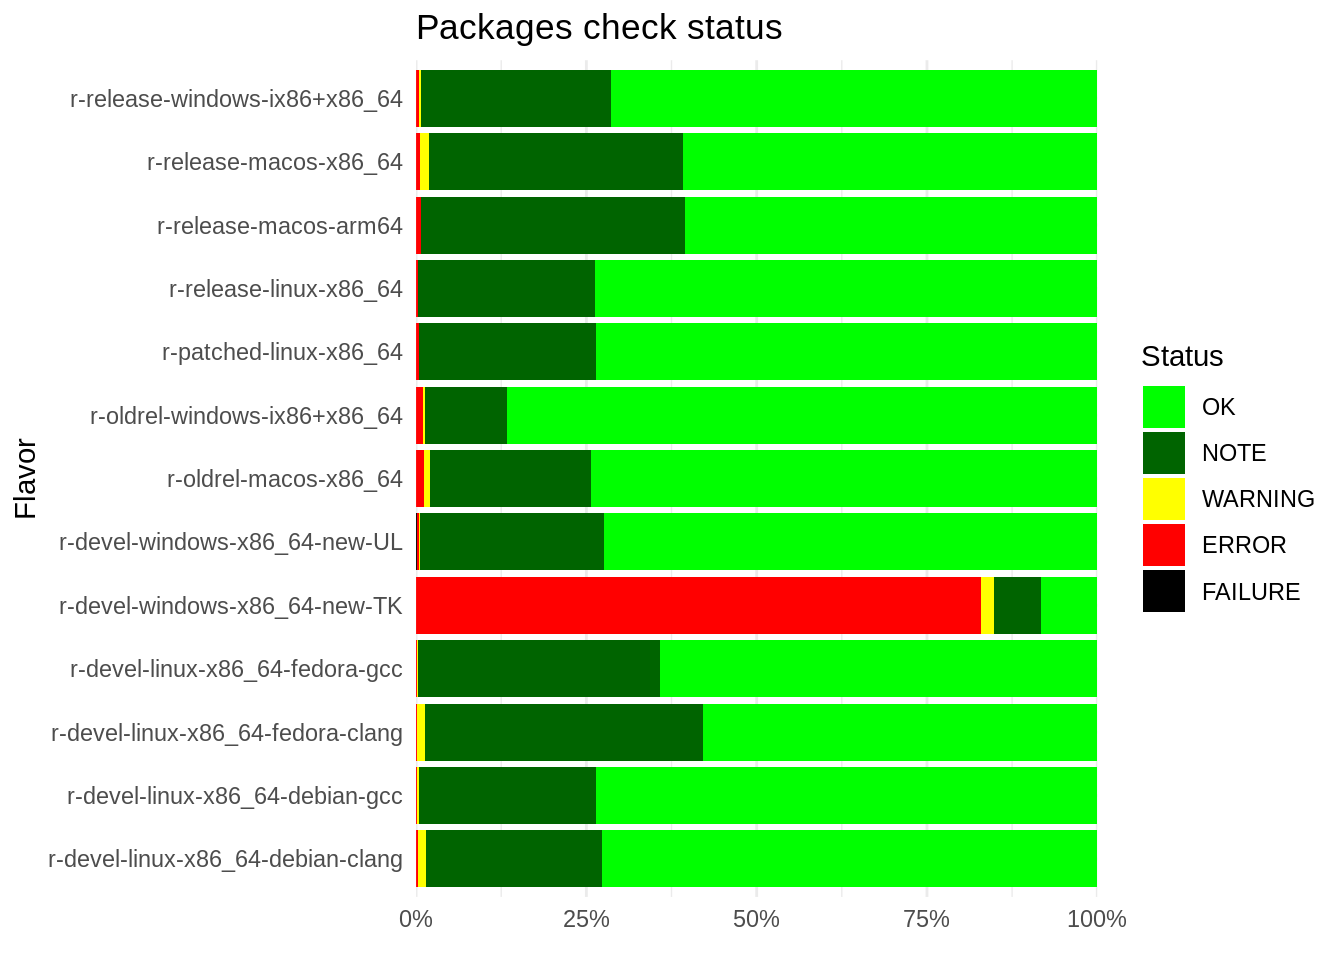 Packages check status
r-release-windows-ix86+x86_64
r-release-macos-x86_64
r-release-macos-arm64
r-release-linux-x86_64
r-patched-linux-x86_64
r-oldrel-windows-ix86+x86_64
r-oldrel-macos-x86_64
r-devel-windows-x86_64-new-UL
r-devel-windows-x86_64-new-TK
r-devel-linux-x86_64-fedora-gcc
r-devel-linux-x86_64-fedora-clang
r-devel-linux-x86_64-debian-gcc
r-devel-linux-x86_64-debian-clang
Flavor
0% 25% 50% 75% 100%
Status
OK
NOTE
WARNING
ERROR
FAILURE